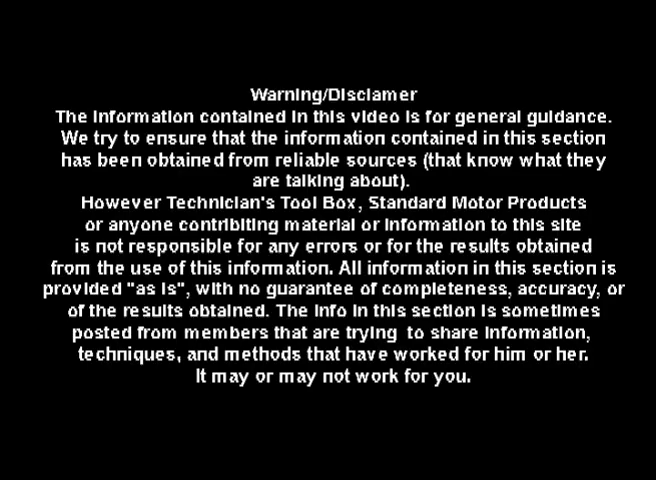 Warning/Disclamer
The information contained in this video is for general guidance.
We try to ensure that the information contained in this section
has been obtained from reliable sources (that know what they
are talking about).
However Technician's Tool Box, Standard Motor Products
or anyone contribiting material or information to this site
is not responsible for any errors or for the results obtained
from the use of this information. All information in this section is
provided "as is", with no guarantee of completeness, accuracy, or
of the results obtained. The info in this section is sometimes
posted from members that are trying  to share information,
techniques, and methods that have worked for him or her.
It may or may not work for you.